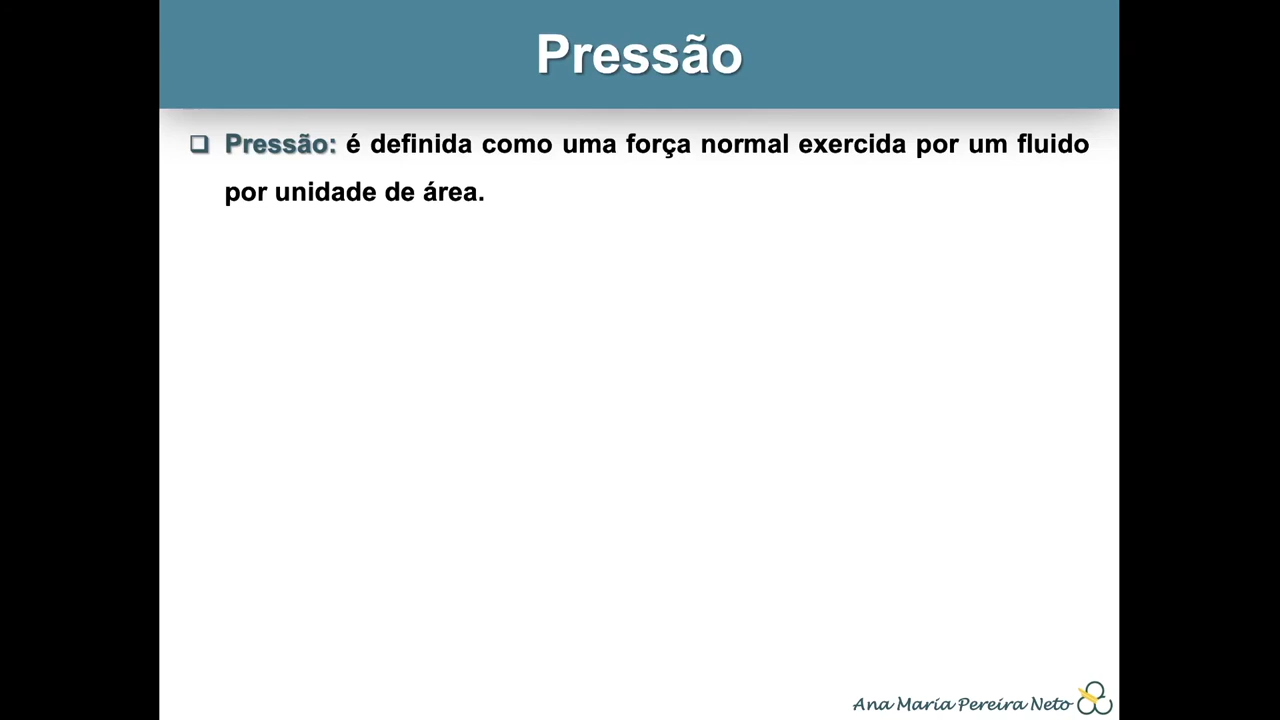 Pressão
Pressão: é definida como uma força normal exercida por um fluido
por unidade de área.
Ana Maria Pereira Neto